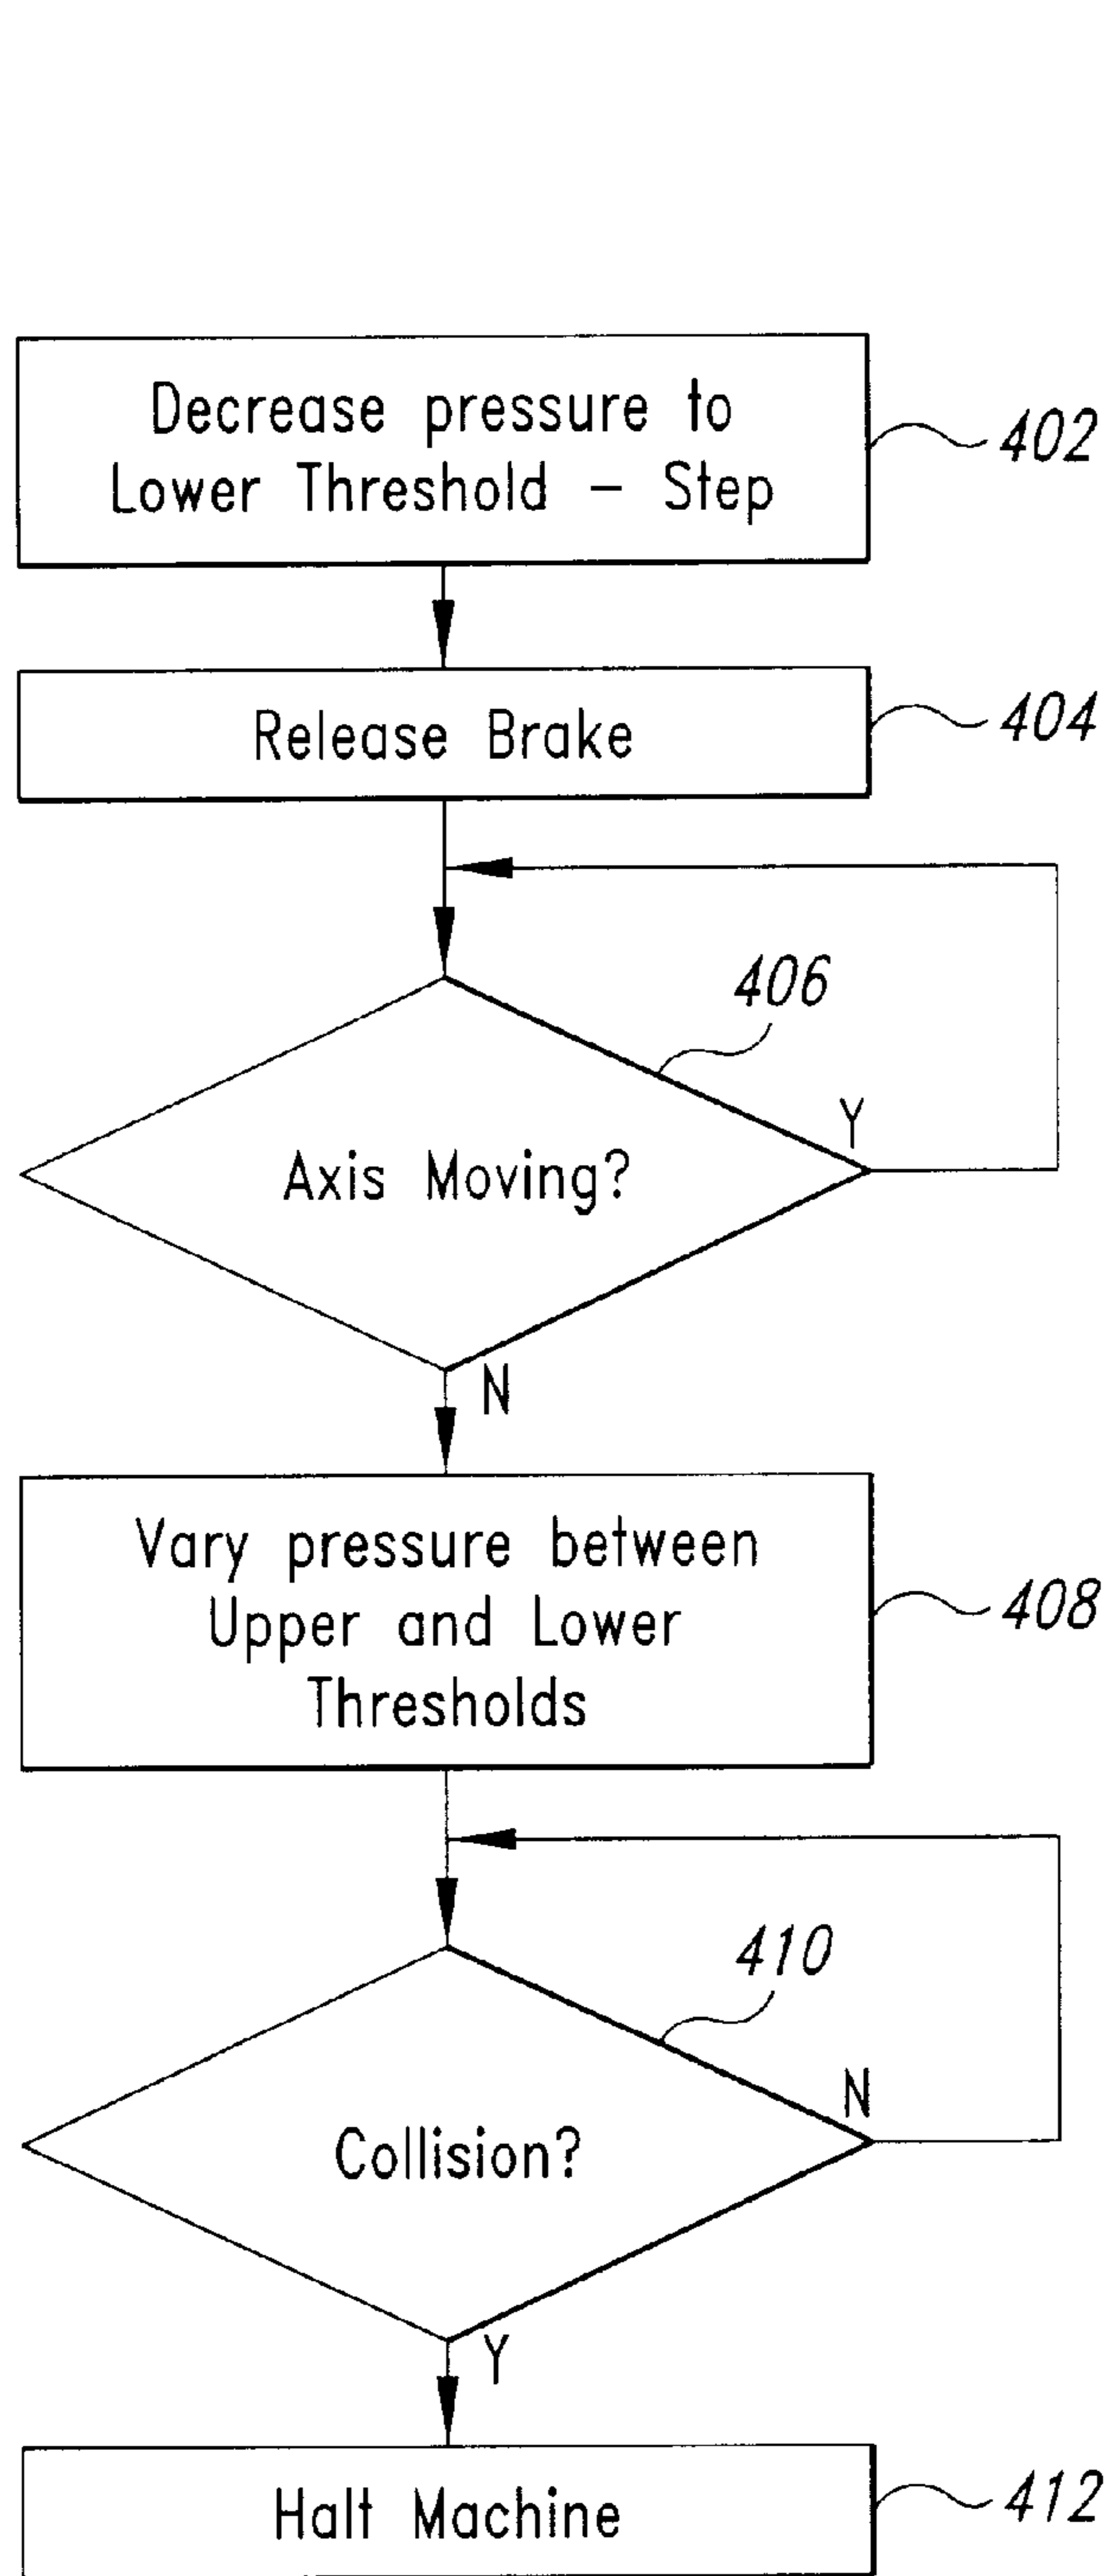 Decrease pressure to
Lower Threshold - Step
402
Release Brake
404
406
Y
Axis Moving?
N
Vary pressure between
Upper and Lower
Thresholds
408
410
N
Collision?
Y
Halt Machine
412